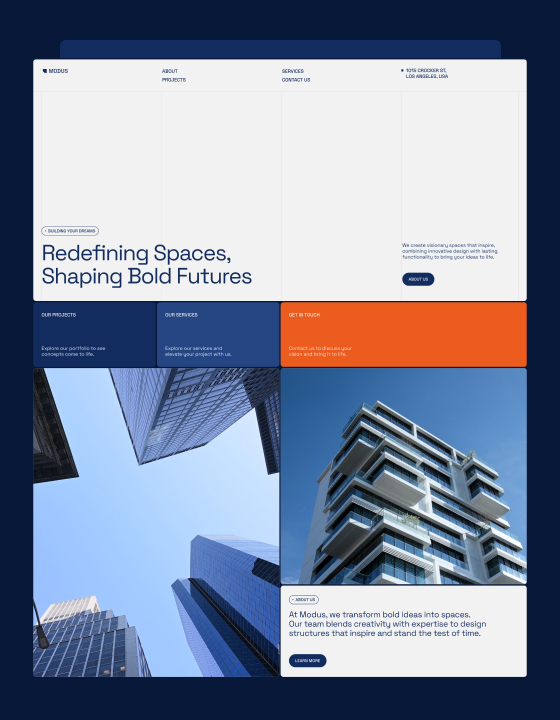 MODUS
ABOUT
PROJECTS
SERVICES
CONTACT US
1015 CROCKER ST,
LOS ANGELES, USA
BUILDING YOUR DREAMS
Redefining Spaces,
Shaping Bold Futures
We create visionary spaces that inspire,
combining innovative design with lasting
functionality to bring your ideas to life.
ABOUT US
OUR PROJECTS
Explore our portfolio to see
concepts come to life.
OUR SERVICES
Explore our services and
elevate your project with us.
GET IN TOUCH
Contact us to discuss your
vision and bring it to life.
ABOUT US
At Modus, we transform bold ideas into spaces.
Our team blends creativity with expertise to design
structures that inspire and stand the test of time.
LEARN MORE